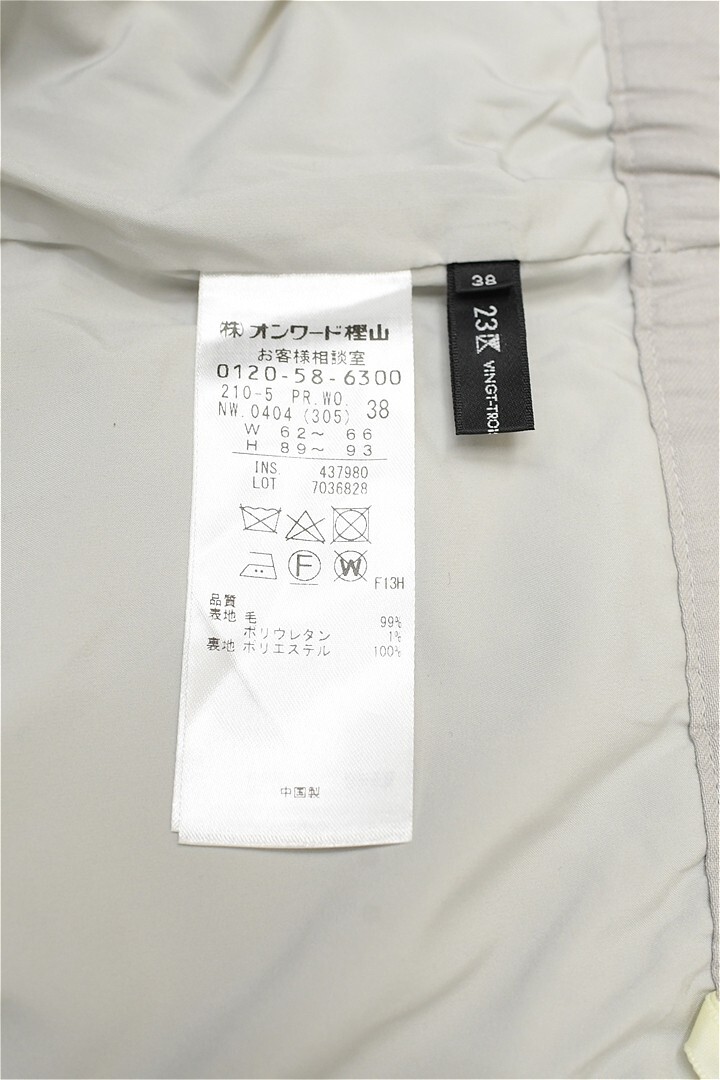 (株)オンワード樫山
お客様相談室
0120-58-6300
210-5 PR.WO.
NW.0404 (305) 38
W 62～ 66
H 89～ 93
INS. 437980
LOT 7036828
F
W
F13H
品質
表地 毛 99%
ポリウレタン 1%
裏地 ポリエステル 100%
中国製
38
23区 VINGT-TROI